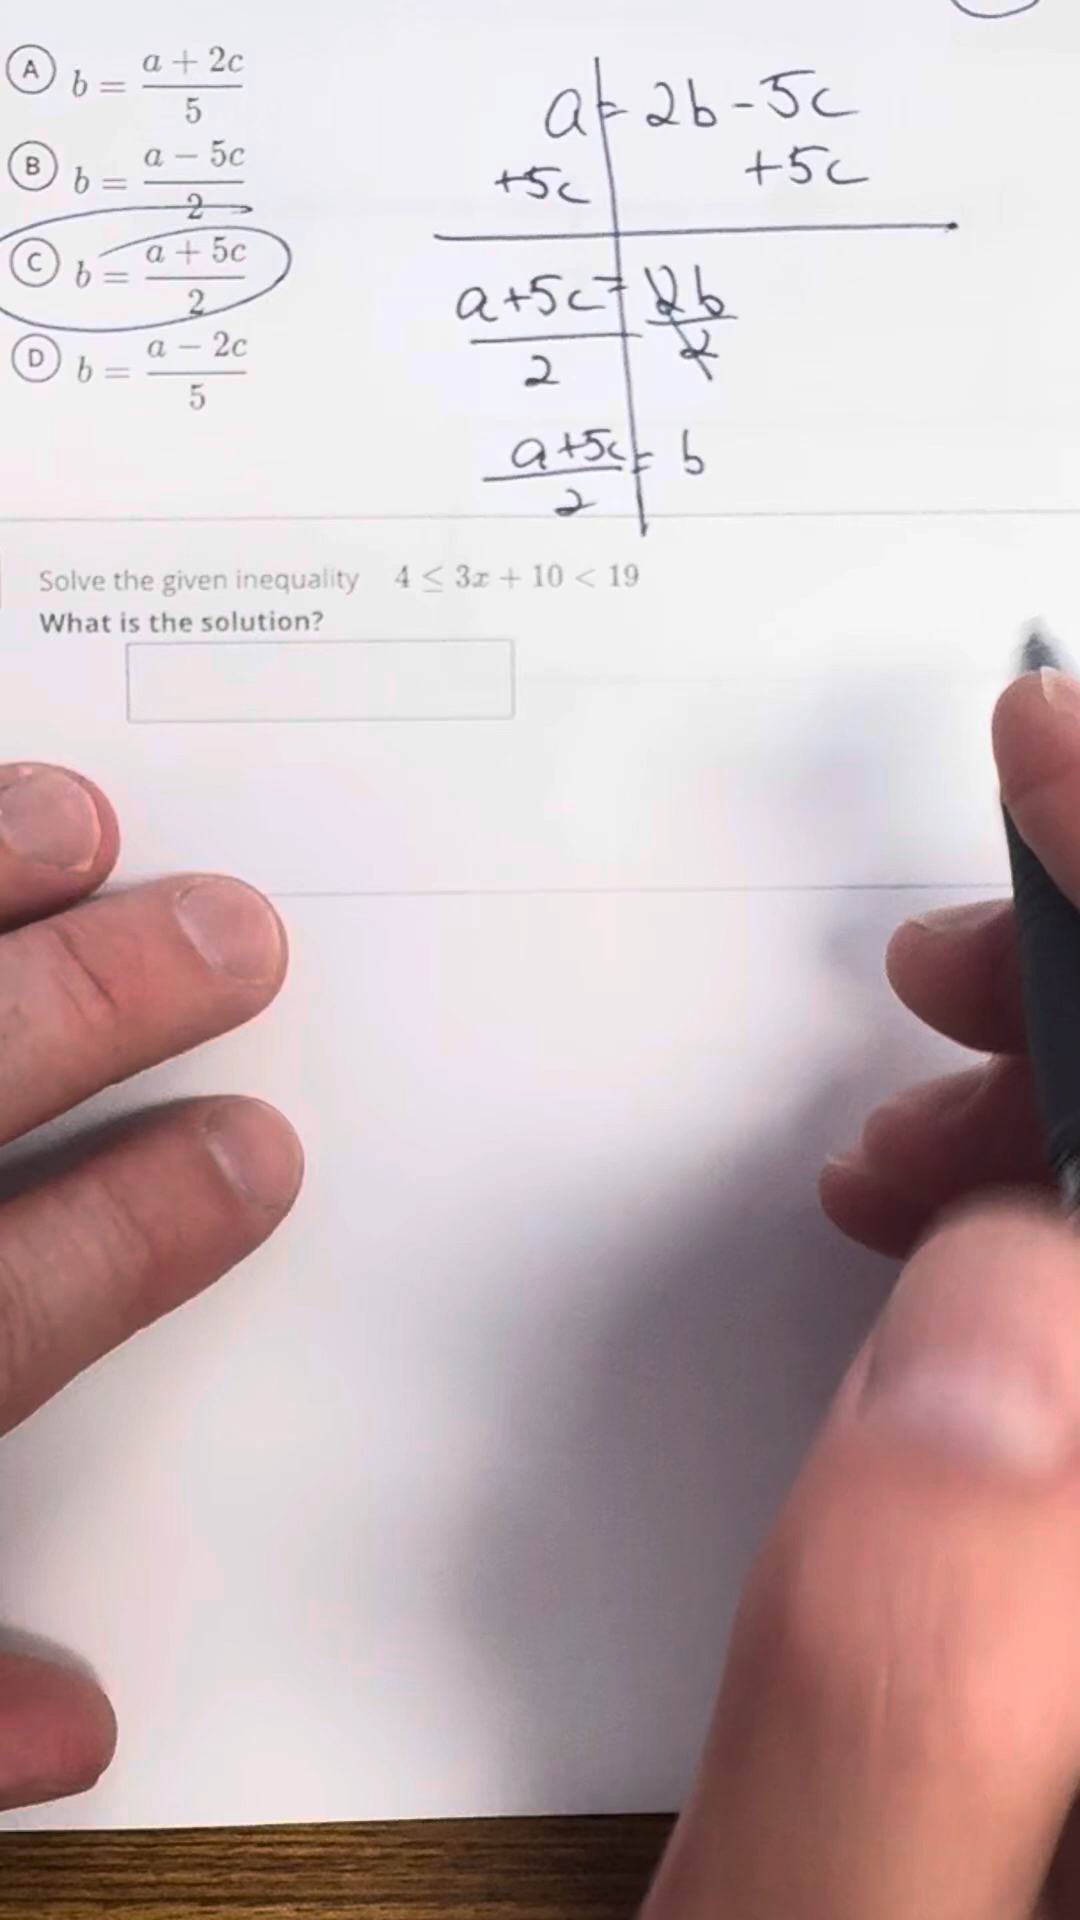 A b = (a + 2c)/5
B b = (a − 5c)/2
C b = (a + 5c)/2
D b = (a − 2c)/5
a = 2b - 5c
+5c +5c
a+5c = 2b
2 2
a+5c = b
2
Solve the given inequality 4 ≤ 3x + 10 < 19
What is the solution?